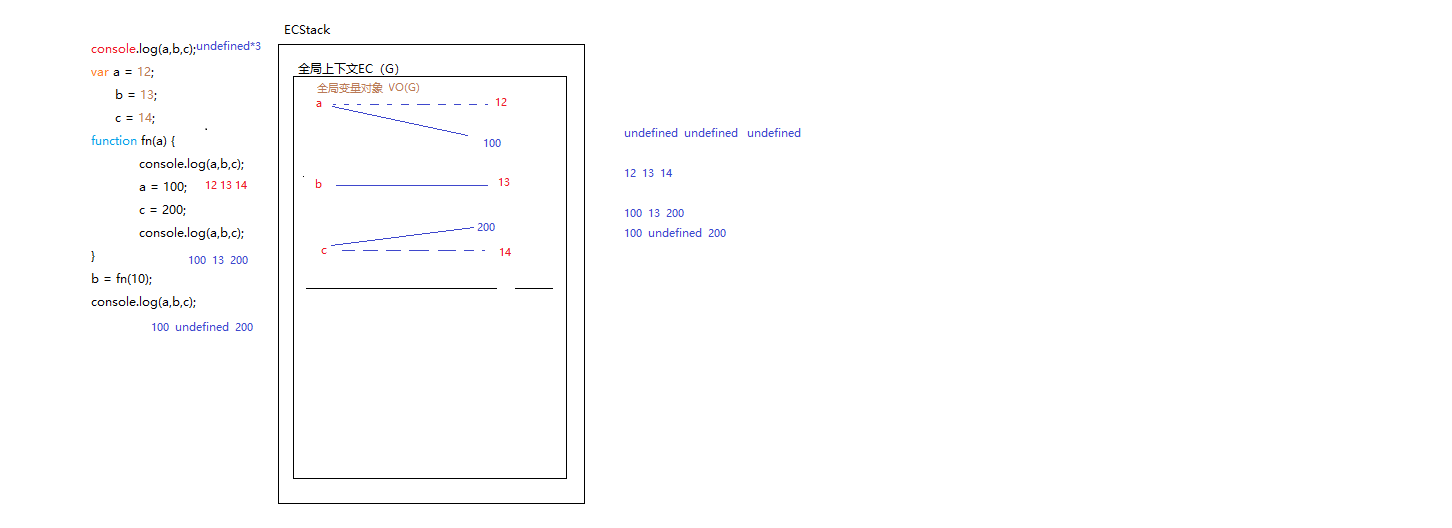 ECStack
console.log(a,b,c);undefined*3
var a = 12;
b = 13;
c = 14;
function fn(a) {
console.log(a,b,c);
a = 100; 12 13 14
c = 200;
console.log(a,b,c);
}
100 13 200
b = fn(10);
console.log(a,b,c);
100 undefined 200
全局上下文EC（G）
全局变量对象 VO(G)
a 12
100
b 13
200
c 14
undefined undefined undefined
12 13 14
100 13 200
100 undefined 200